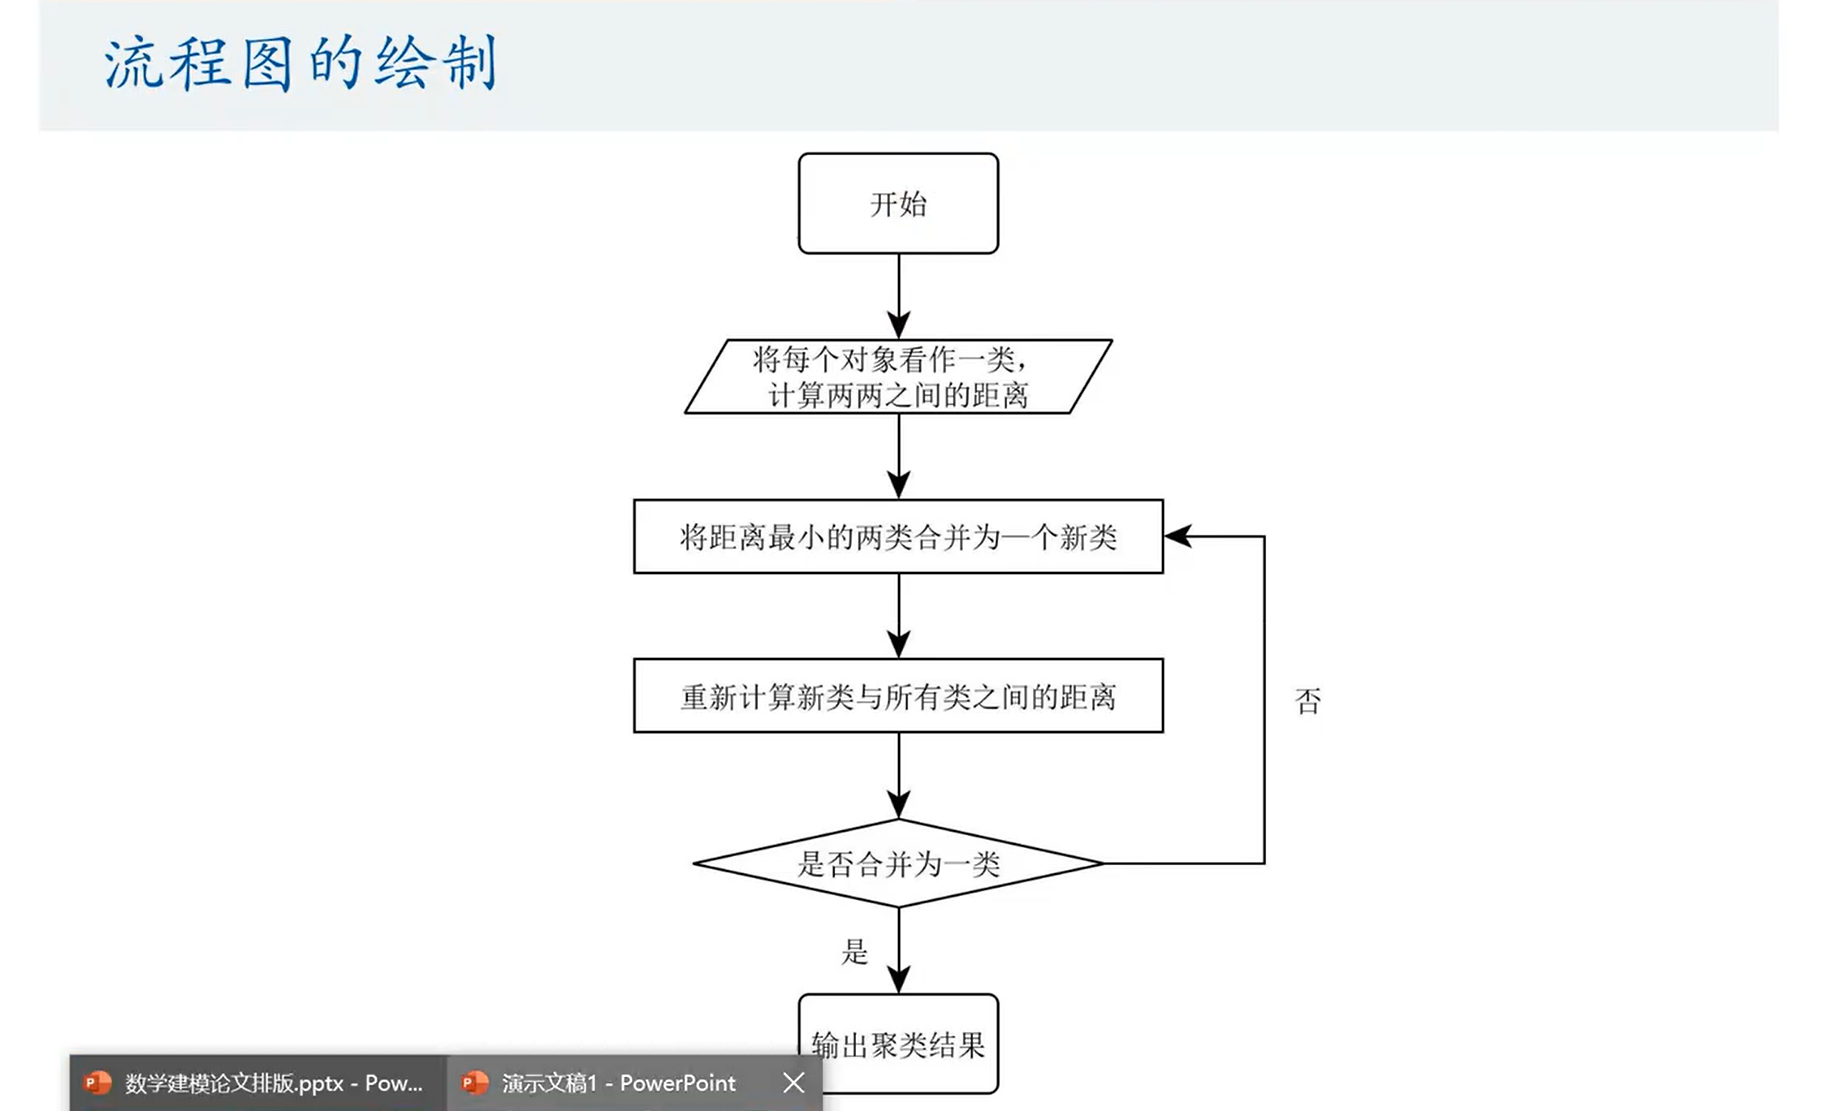 流程图的绘制
开始
将每个对象看作一类，
计算两两之间的距离
将距离最小的两类合并为一个新类
重新计算新类与所有类之间的距离
否
是否合并为一类
是
输出聚类结果
数学建模论文排版.pptx - Pow...
演示文稿1 - PowerPoint